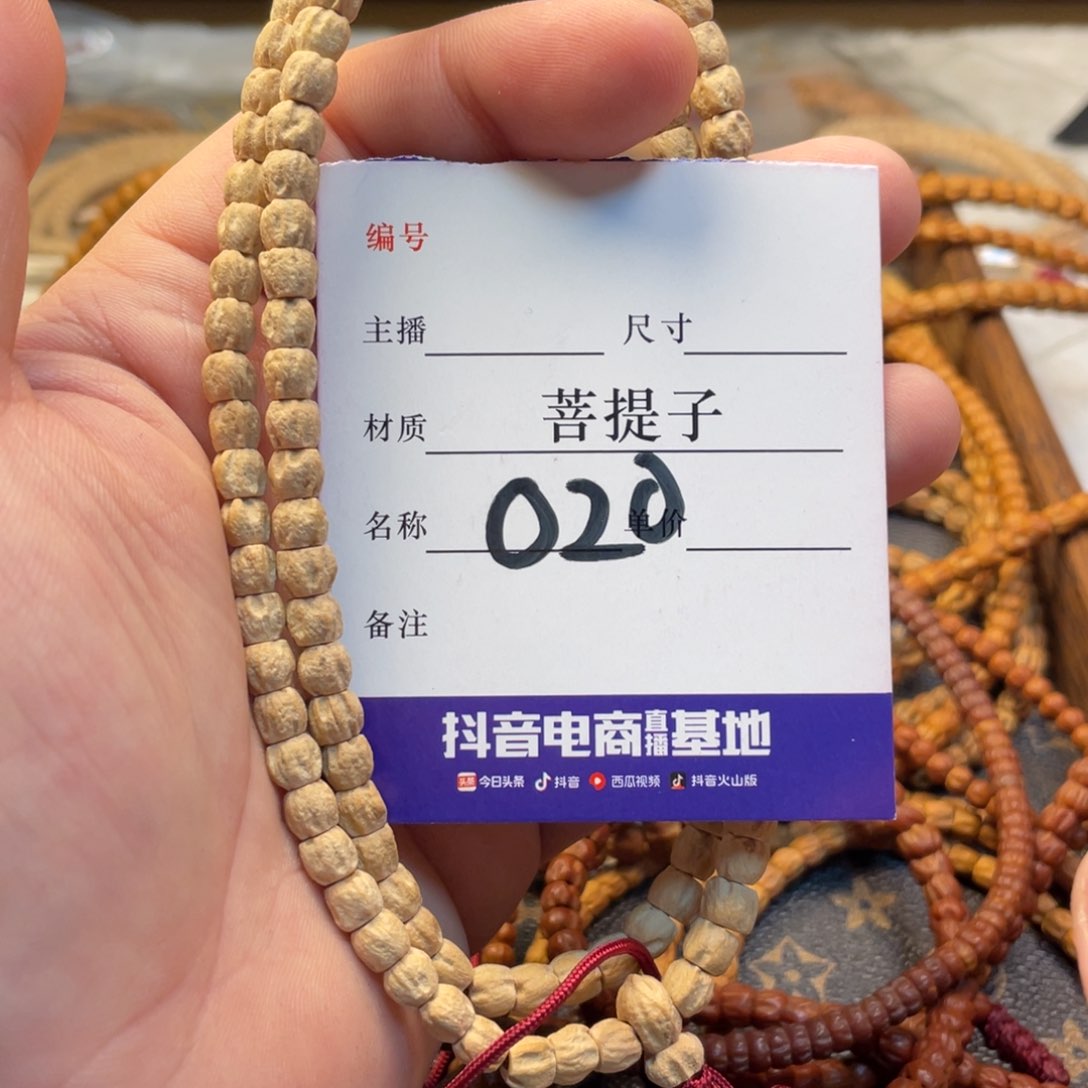 编号
主播 尺寸
材质 菩提子
名称 020 单价
备注
抖音电商直播基地
头条 今日头条 抖音 西瓜视频 抖音火山版